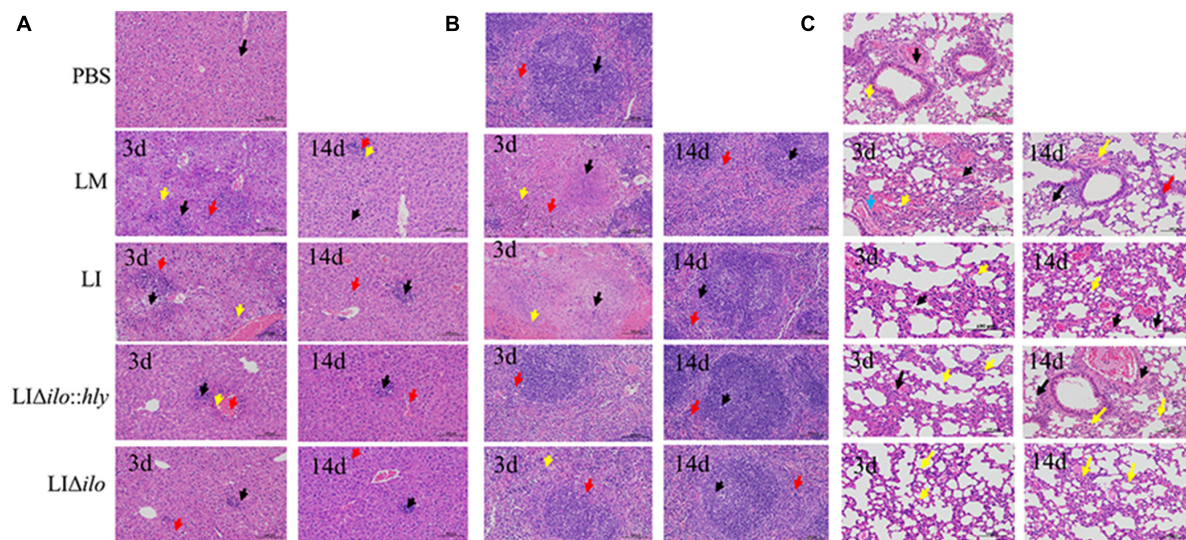 A B C
PBS
LM 3d 14d 3d 14d 3d 14d
LI 3d 14d 3d 14d 3d 14d
LIΔilo::hly 3d 14d 3d 14d 3d 14d
LIΔilo 3d 14d 3d 14d 3d 14d